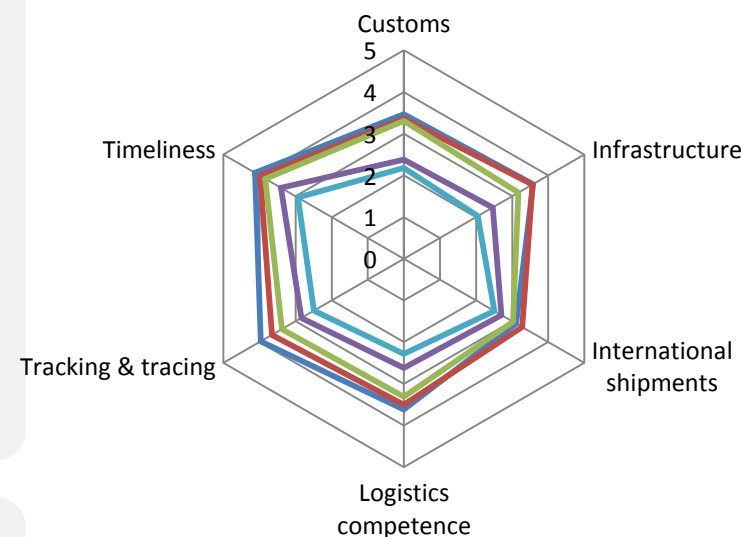 Customs
5
4
3
2
1
0
Timeliness
Infrastructure
Tracking & tracing
International
shipments
Logistics
competence